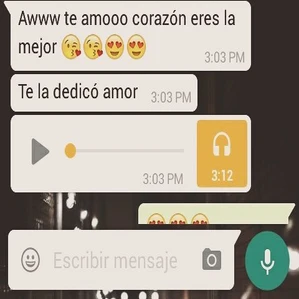 Awww te amooo corazón eres la
mejor 😘😘😍😍
3:03 PM
Te la dedicó amor 3:03 PM
3:03 PM
3:12
😍😍😍
Escribir mensaje